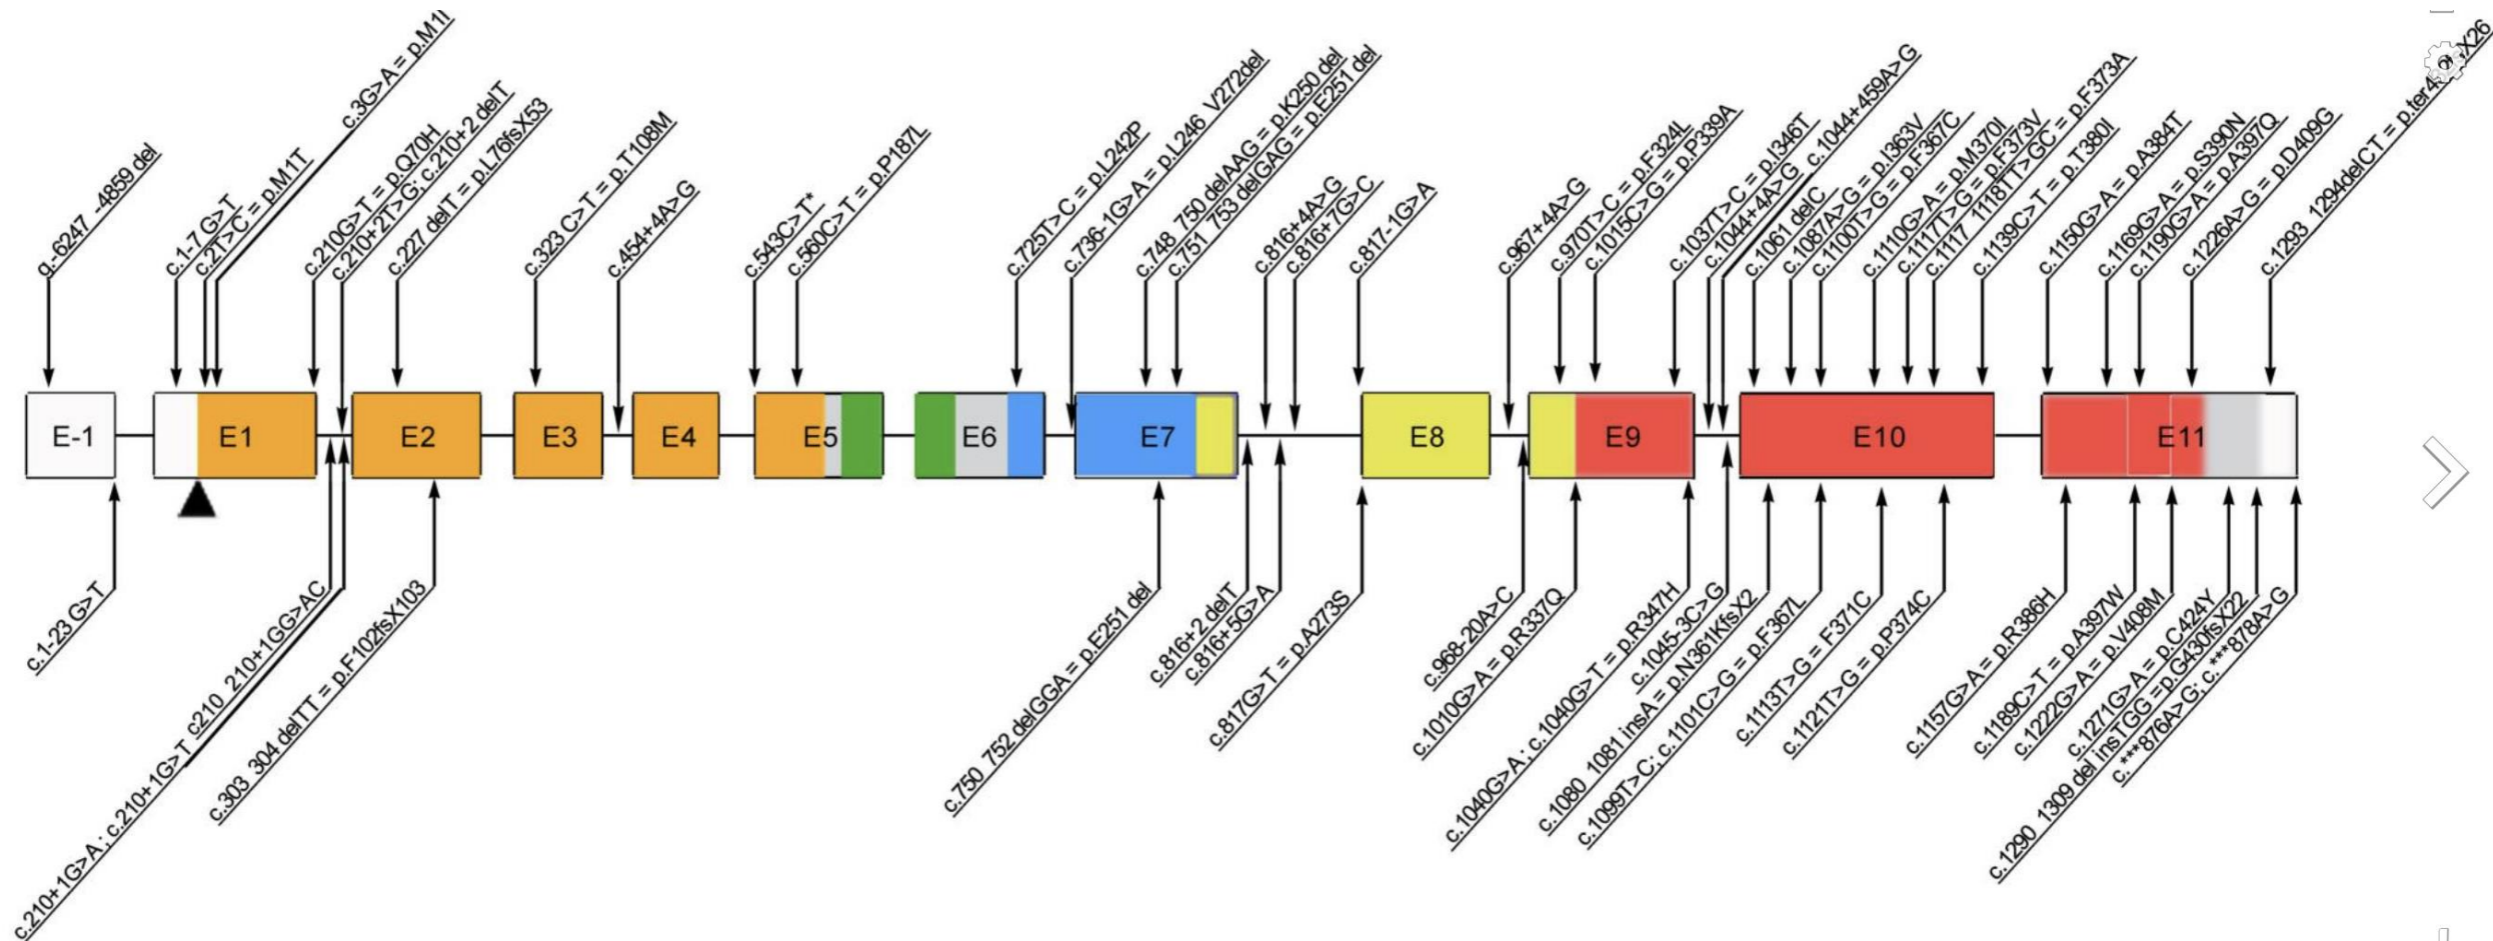 g.-6247_-4859 del
c.1-7 G>T
c.2T>C = p.M1T
c.3G>A = p.M1I
c.210G>T = p.Q70H
c.210+2T>G; c.210+2 delT
c.227 delT = p.L76fsX53
c.323 C>T = p.T108M
c.454+4A>G
c.543C>T*
c.560C>T = p.P187L
c.725T>C = p.L242P
c.736-1G>A = p.L246_V272del
c.748_750 delAAG = p.K250 del
c.751_753 delGAG = p.E251 del
c.816+4A>G
c.816+7G>C
c.817-1G>A
c.967+4A>G
c.970T>C = p.F324L
c.1015C>G = p.P339A
c.1037T>C = p.I346T
c.1044+4A>G
c.1044+459A>G
c.1061 delC
c.1087A>G = p.I363V
c.1100T>G = p.F367C
c.1110G>A = p.M370I
c.1117T>G = p.F373V
c.1117_1118TT>GC = p.F373A
c.1139C>T = p.T380I
c.1150G>A = p.A384T
c.1169G>A = p.S390N
c.1190G>A = p.A397Q
c.1226A>G = p.D409G
c.1293_1294delCT =
E-1
E1
E2
E3
E4
E5
E6
E7
E8
E9
E10
E11
c.1-23 G>T
c.210+1G>A ; c.210+1G>T
c210_210+1GG>AC
c.303_304 delTT = p.F102fsX103
c.750_752 delGGA = p.E251 del
c.816+2 delT
c.816+5G>A
c.817G>T = p.A273S
c.968-20A>C
c.1010G>A = p.R337Q
c.1040G>A ; c.1040G>T = p.R347H
c.1045-3C>G
c.1080_1081 insA = p.N361KfsX2
c.1099T>C; c.1101C>G = p.F367L
c.1113T>G = F371C
c.1121T>G = p.P374C
c.1157G>A = p.R386H
c.1189C>T = p.A397W
c.1222G>A = p.V408M
c.1271G>A = p.C424Y
c.1290_1309 del insTGG =p.G430fsX22
c.***876A>G; c.***878A>G